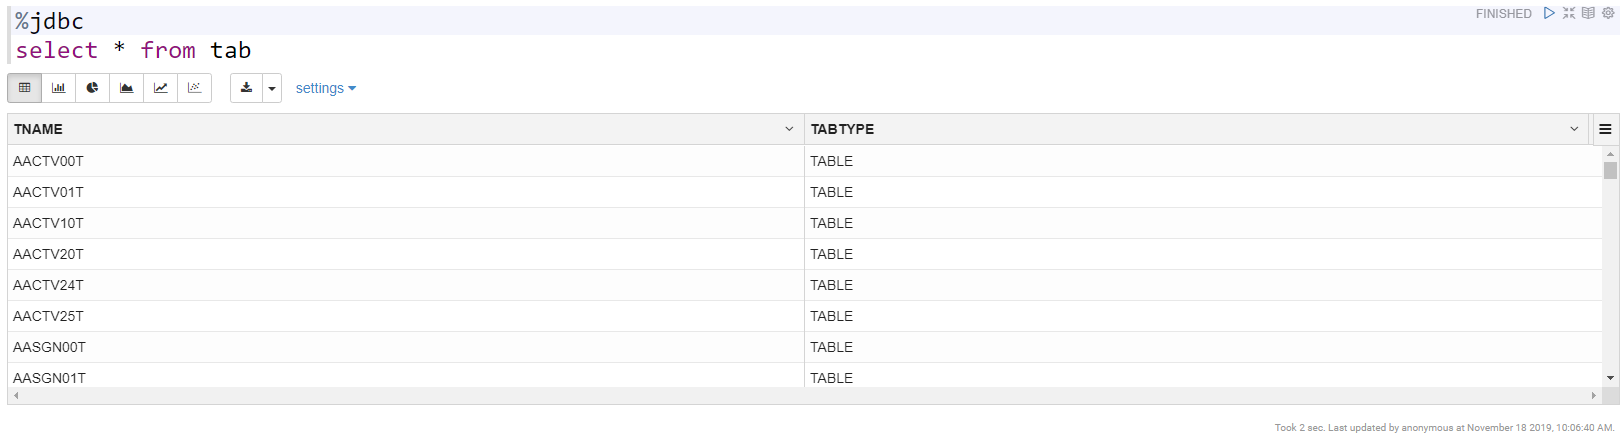 %jdbc
FINISHED
select * from tab
settings
TNAME TABTYPE
AACTV00T TABLE
AACTV01T TABLE
AACTV10T TABLE
AACTV20T TABLE
AACTV24T TABLE
AACTV25T TABLE
AASGN00T TABLE
AASGN01T TABLE
Took 2 sec. Last updated by anonymous at November 18 2019, 10:06:40 AM.